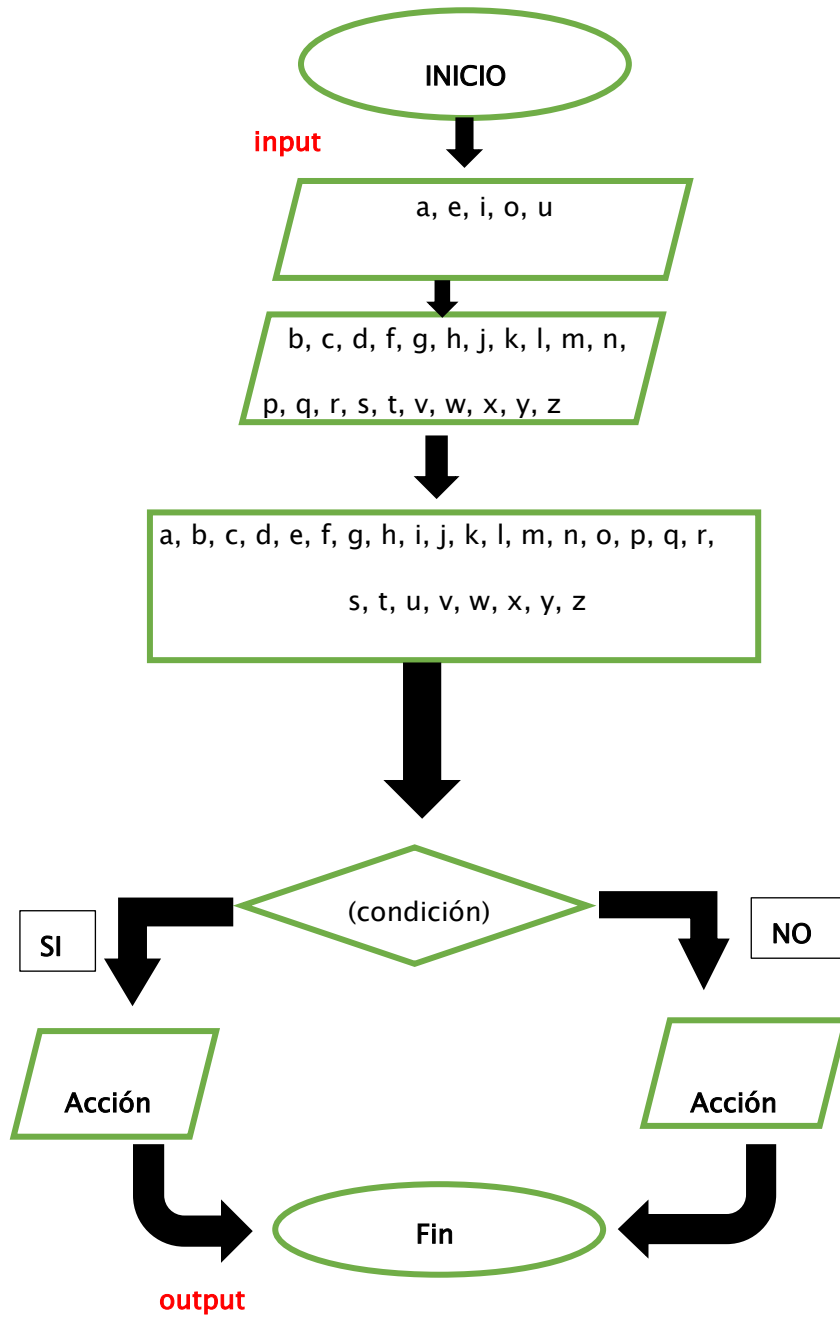 INICIO
input
a, e, i, o, u
b, c, d, f, g, h, j, k, l, m, n,
p, q, r, s, t, v, w, x, y, z
a, b, c, d, e, f, g, h, i, j, k, l, m, n, o, p, q, r,
s, t, u, v, w, x, y, z
(condición)
SI
NO
Acción
Acción
Fin
output